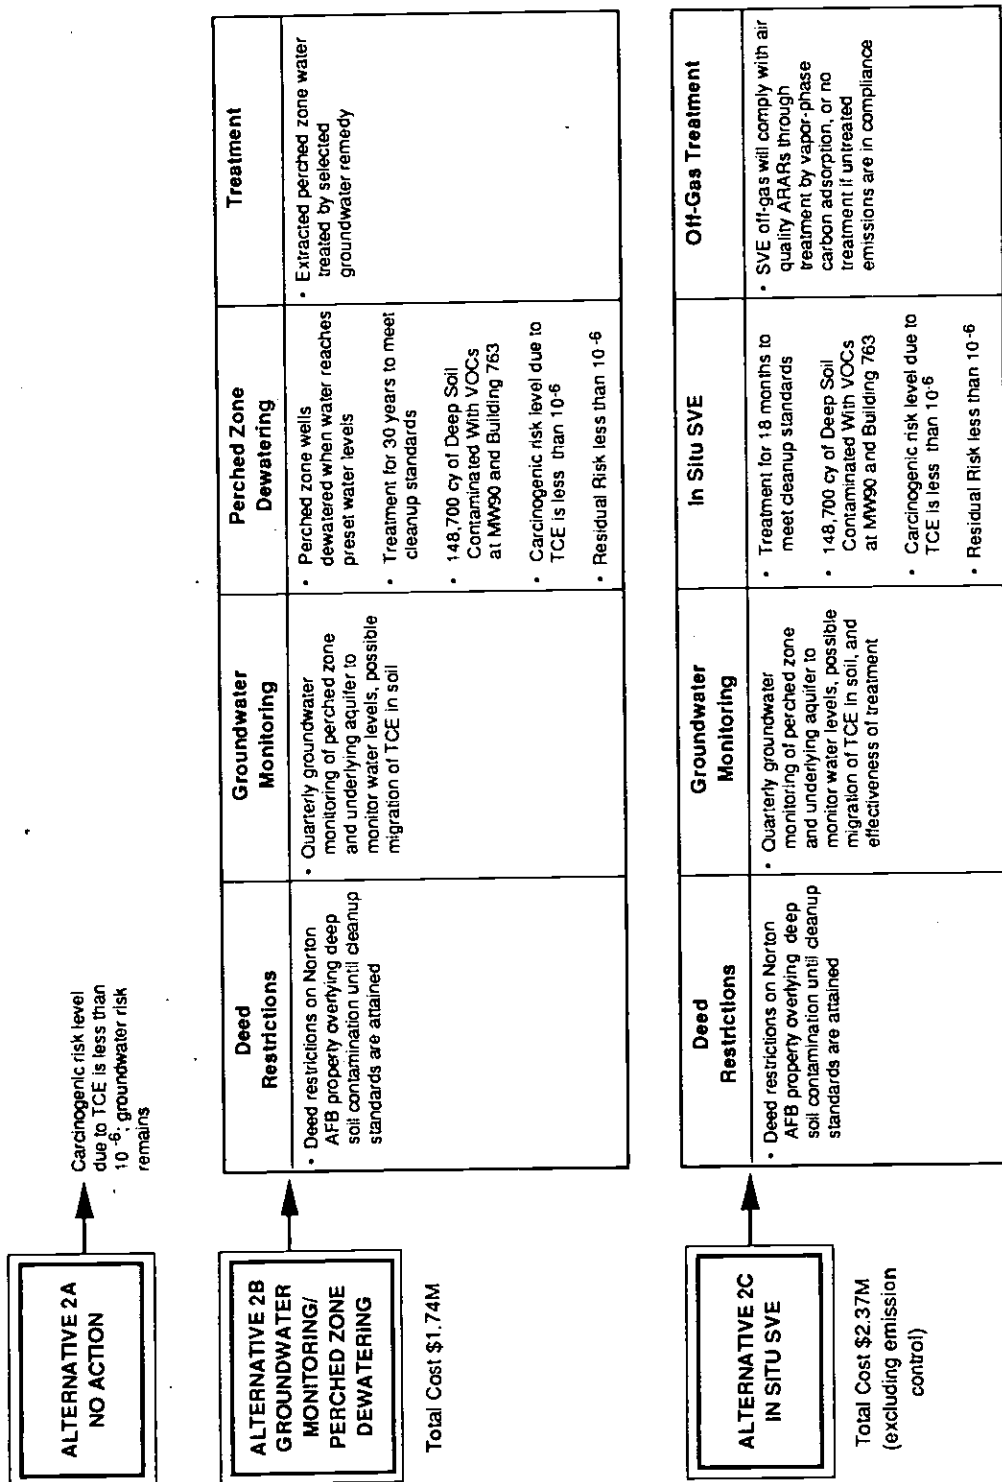 ALTERNATIVE 2A
NO ACTION
Carcinogenic risk level
due to TCE is less than
10 -6; groundwater risk
remains
ALTERNATIVE 2B
GROUNDWATER
MONITORING/
PERCHED ZONE
DEWATERING
Total Cost $1.74M
Deed
Restrictions
• Deed restrictions on Norton
AFB property overlying deep
soil contamination until cleanup
standards are attained
Groundwater
Monitoring
• Quarterly groundwater
monitoring of perched zone
and underlying aquifer to
monitor water levels, possible
migration of TCE in soil
Perched Zone
Dewatering
• Perched zone wells
dewatered when water reaches
preset water levels
• Treatment for 30 years to meet
cleanup standards
• 148,700 cy of Deep Soil
Contaminated With VOCs
at MW90 and Building 763
• Carcinogenic risk level due to
TCE is less than 10-6
• Residual Risk less than 10-6
Treatment
• Extracted perched zone water
treated by selected
groundwater remedy
ALTERNATIVE 2C
IN SITU SVE
Total Cost $2.37M
(excluding emission
control)
Deed
Restrictions
• Deed restrictions on Norton
AFB property overlying deep
soil contamination until cleanup
standards are attained
Groundwater
Monitoring
• Quarterly groundwater
monitoring of perched zone
and underlying aquifer to
monitor water levels, possible
migration of TCE in soil, and
effectiveness of treatment
In Situ SVE
• Treatment for 18 months to
meet cleanup standards
• 148,700 cy of Deep Soil
Contaminated With VOCs
at MW90 and Building 763
• Carcinogenic risk level due to
TCE is less than 10-6
• Residual Risk less than 10-6
Off-Gas Treatment
• SVE off-gas will comply with air
quality ARARs through
treatment by vapor-phase
carbon adsorption, or no
treatment if untreated
emissions are in compliance